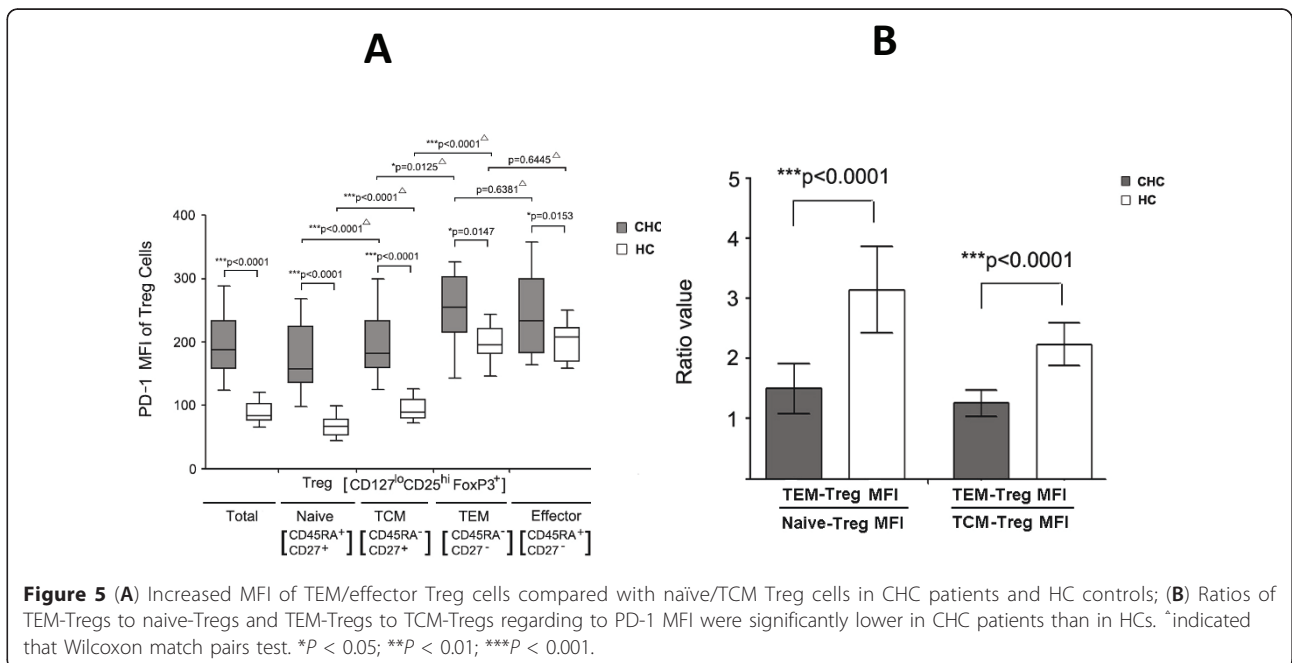 A
B
***p<0.0001△
*p=0.0125△
p=0.6445△
***p<0.0001△
p=0.6381△
***p<0.0001△
*p=0.0147
*p=0.0153
***p<0.0001
***p<0.0001
***p<0.0001
CHC
HC
PD-1 MFI of Treg Cells
400
300
200
100
0
Treg [CD127loCD25hi FoxP3+]
Total
Naive
TCM
TEM
Effector
[CD45RA+ CD27+]
[CD45RA- CD27+]
[CD45RA- CD27-]
[CD45RA+ CD27-]
***p<0.0001
***p<0.0001
CHC
HC
Ratio value
5
4
3
2
1
TEM-Treg MFI
Naive-Treg MFI
TEM-Treg MFI
TCM-Treg MFI
Figure 5 (A) Increased MFI of TEM/effector Treg cells compared with naïve/TCM Treg cells in CHC patients and HC controls; (B) Ratios of
TEM-Tregs to naive-Tregs and TEM-Tregs to TCM-Tregs regarding to PD-1 MFI were significantly lower in CHC patients than in HCs. ^indicated
that Wilcoxon match pairs test. *P < 0.05; **P < 0.01; ***P < 0.001.